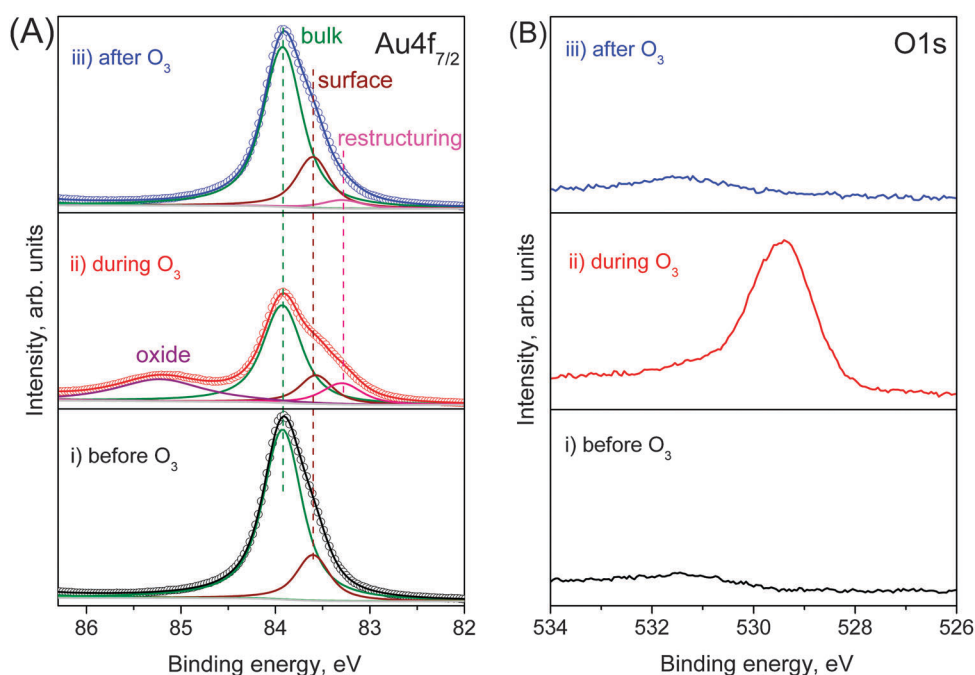 (A)
Au4f7/2
iii) after O3
bulk
surface
restructuring
ii) during O3
oxide
i) before O3
Intensity, arb. units
86 85 84 83 82
Binding energy, eV
(B)
O1s
iii) after O3
ii) during O3
i) before O3
Intensity, arb. units
534 532 530 528 526
Binding energy, eV